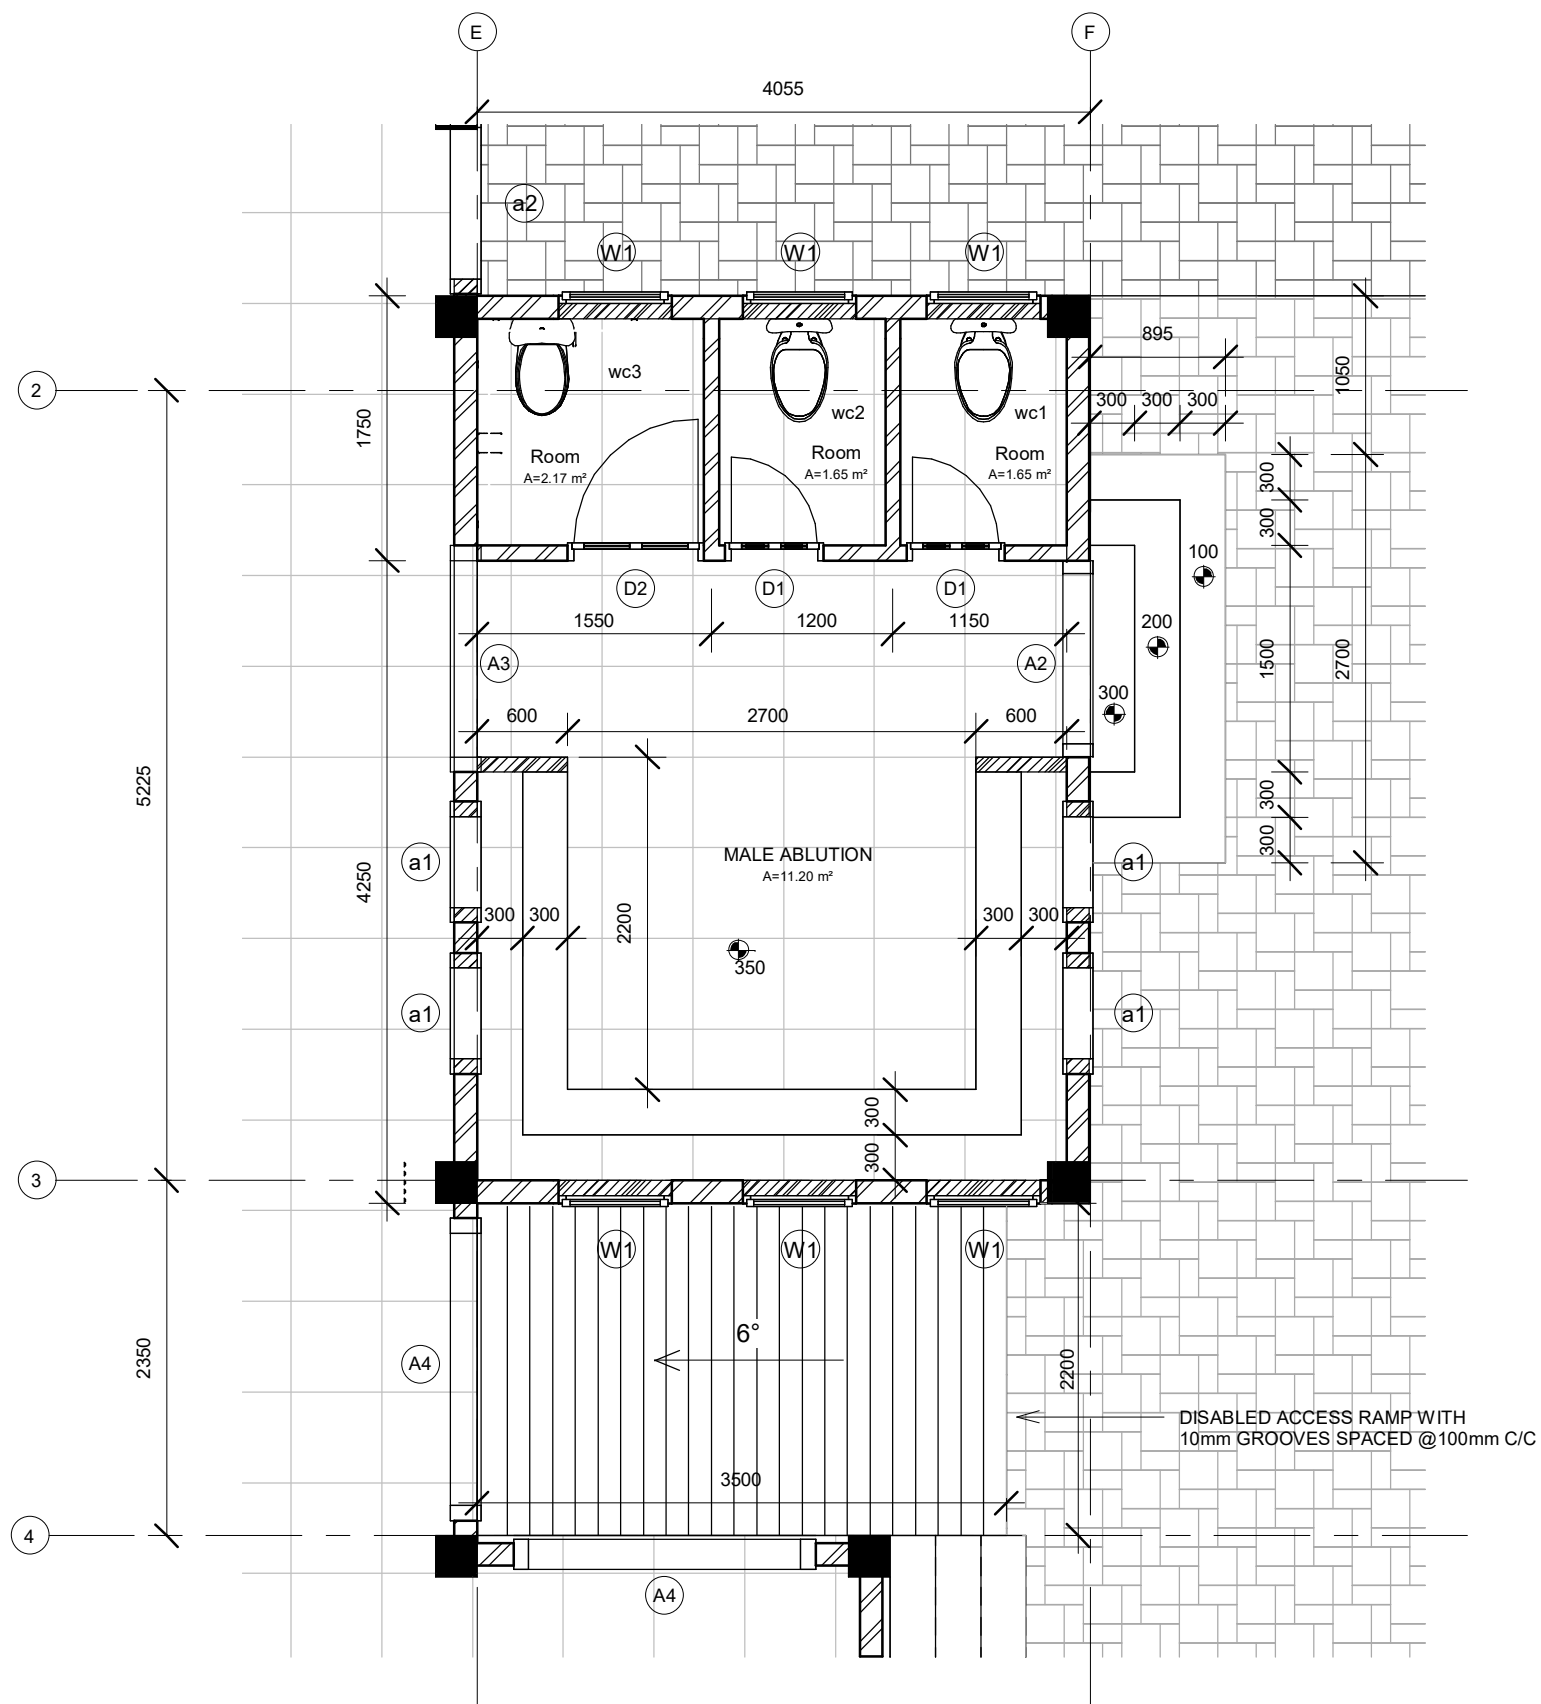 E
F
4055
a2
W1
W1
W1
895
1050
2
wc3
300
300
300
wc2
wc1
1750
Room
A=2.17 m²
Room
A=1.65 m²
Room
A=1.65 m²
300
300
100
D2
D1
D1
1550
1200
1150
200
A3
A2
1500
2700
300
600
2700
600
5225
300
300
MALE ABLUTION
A=11.20 m²
a1
a1
4250
300
300
2200
300
300
350
a1
a1
300
300
3
W1
W1
W1
6°
2350
A4
2200
DISABLED ACCESS RAMP WITH
10mm GROOVES SPACED @100mm C/C
3500
4
A4